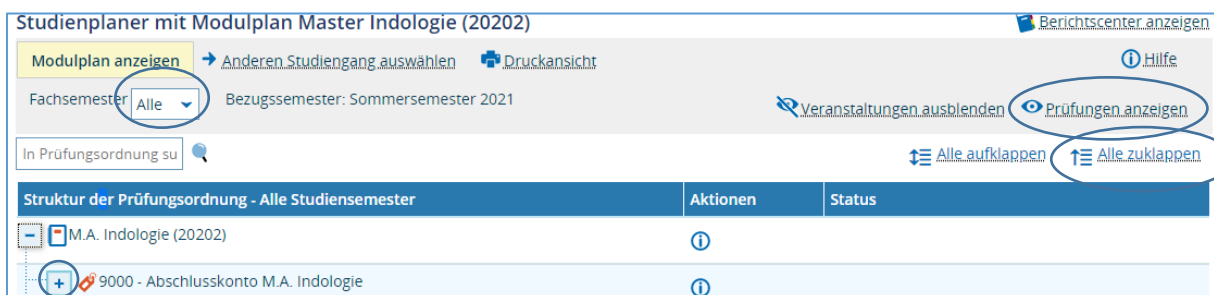 Studienplaner mit Modulplan Master Indologie (20202) Berichtscenter anzeigen
Modulplan anzeigen Anderen Studiengang auswählen Druckansicht Hilfe
Fachsemester Alle Bezugssemester: Sommersemester 2021
Veranstaltungen ausblenden Prüfungen anzeigen
In Prüfungsordnung su Alle aufklappen Alle zuklappen
Struktur der Prüfungsordnung - Alle Studiensemester Aktionen Status
M.A. Indologie (20202)
9000 - Abschlusskonto M.A. Indologie